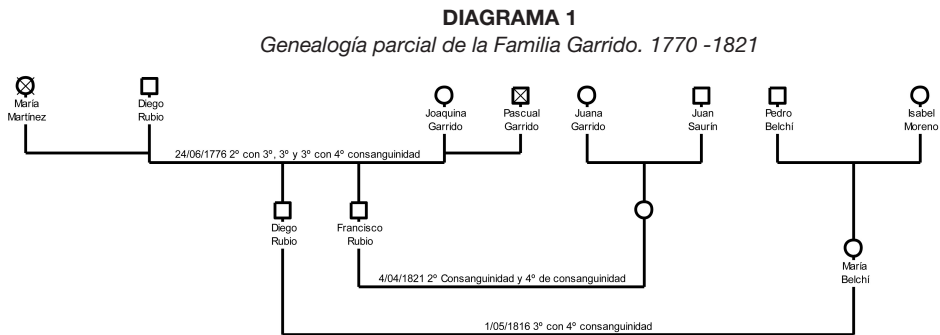 DIAGRAMA 1
Genealogía parcial de la Familia Garrido. 1770 -1821
María
Martínez
Diego
Rubio
Joaquina
Garrido
Pascual
Garrido
Juana
Garrido
Juan
Saurín
Pedro
Belchí
Isabel
Moreno
24/06/1776 2º con 3º, 3º y 3º con 4º consanguinidad
Diego
Rubio
Francisco
Rubio
María
Belchí
4/04/1821 2º Consanguinidad y 4º de consanguinidad
1/05/1816 3º con 4º consanguinidad